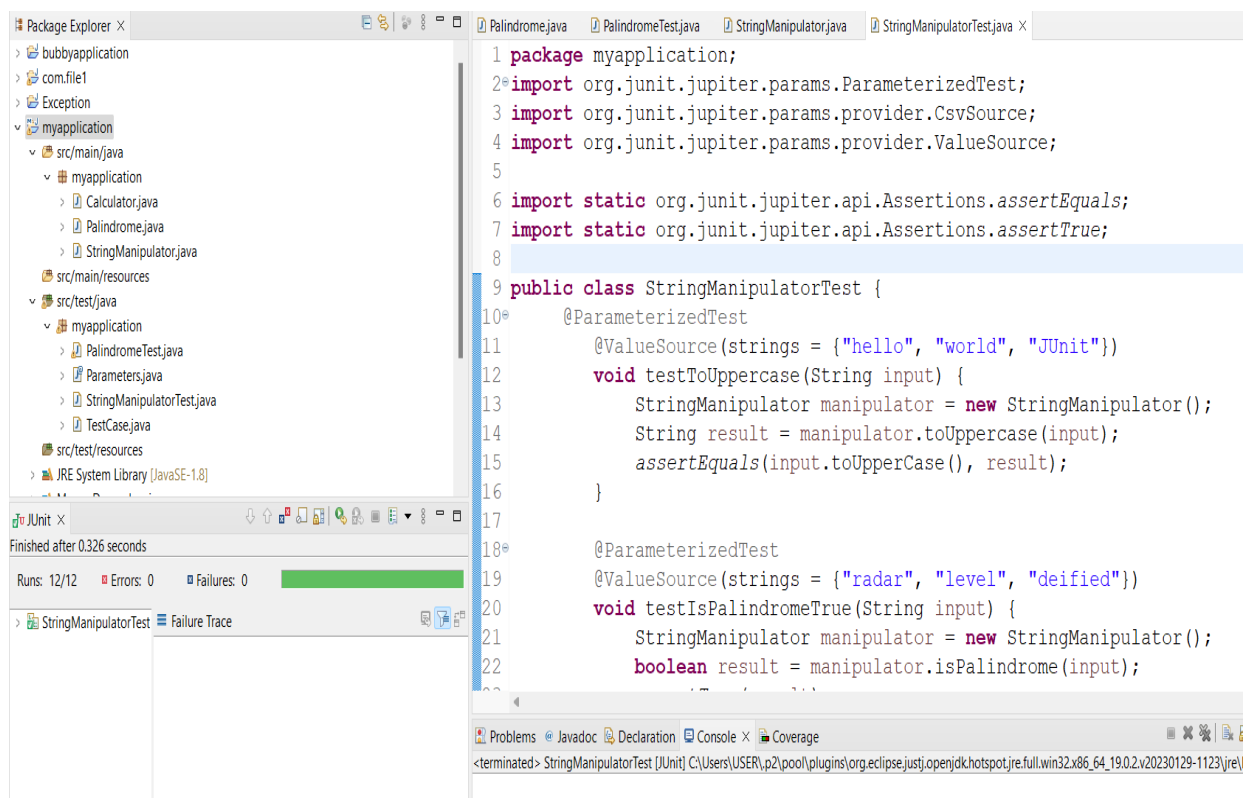 Package Explorer
bubbyapplication
com.file1
Exception
myapplication
src/main/java
myapplication
Calculator.java
Palindrome.java
StringManipulator.java
src/main/resources
src/test/java
myapplication
PalindromeTest.java
Parameters.java
StringManipulatorTest.java
TestCase.java
src/test/resources
JRE System Library [JavaSE-1.8]
JUnit
Finished after 0.326 seconds
Runs: 12/12 Errors: 0 Failures: 0
StringManipulatorTest Failure Trace
Palindrome.java PalindromeTest.java StringManipulator.java StringManipulatorTest.java
1 package myapplication;
2 import org.junit.jupiter.params.ParameterizedTest;
3 import org.junit.jupiter.params.provider.CsvSource;
4 import org.junit.jupiter.params.provider.ValueSource;
5
6 import static org.junit.jupiter.api.Assertions.assertEquals;
7 import static org.junit.jupiter.api.Assertions.assertTrue;
8
9 public class StringManipulatorTest {
10 @ParameterizedTest
11 @ValueSource(strings = {"hello", "world", "JUnit"})
12 void testToUppercase(String input) {
13 StringManipulator manipulator = new StringManipulator();
14 String result = manipulator.toUppercase(input);
15 assertEquals(input.toUpperCase(), result);
16 }
17
18 @ParameterizedTest
19 @ValueSource(strings = {"radar", "level", "deified"})
20 void testIsPalindromeTrue(String input) {
21 StringManipulator manipulator = new StringManipulator();
22 boolean result = manipulator.isPalindrome(input);
Problems Javadoc Declaration Console Coverage
<terminated> StringManipulatorTest [JUnit] C:\Users\USER\.p2\pool\plugins\org.eclipse.justj.openjdk.hotspot.jre.full.win32.x86_64_19.0.2.v20230129-1123\jre\